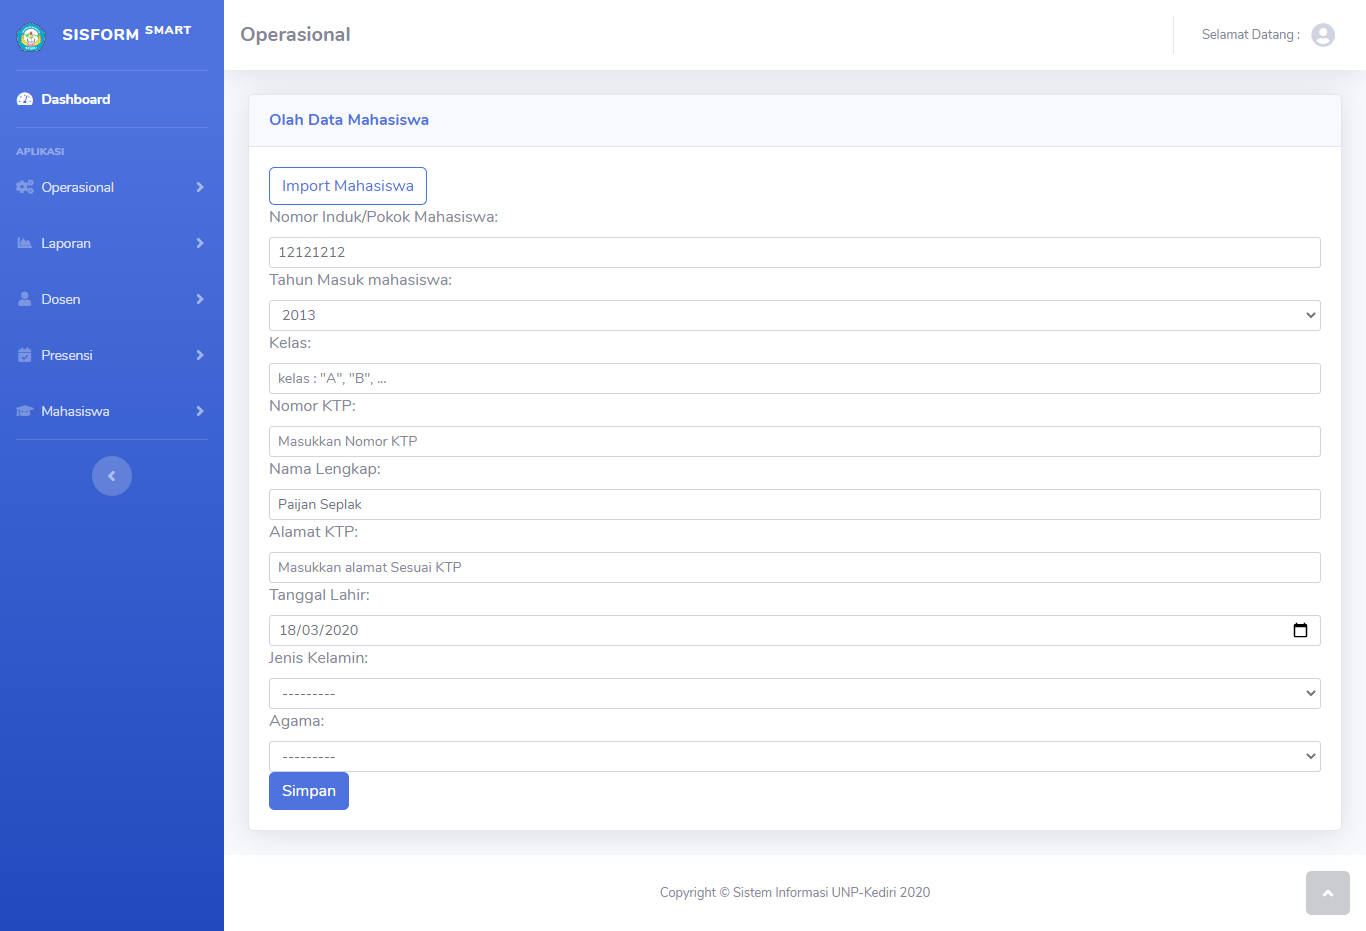 SISFORM SMART
Dashboard
APLIKASI
Operasional
Laporan
Dosen
Presensi
Mahasiswa
Operasional
Selamat Datang :
Olah Data Mahasiswa
Import Mahasiswa
Nomor Induk/Pokok Mahasiswa:
12121212
Tahun Masuk mahasiswa:
2013
Kelas:
kelas : "A", "B", ...
Nomor KTP:
Masukkan Nomor KTP
Nama Lengkap:
Paijan Seplak
Alamat KTP:
Masukkan alamat Sesuai KTP
Tanggal Lahir:
18/03/2020
Jenis Kelamin:
---------
Agama:
---------
Simpan
Copyright © Sistem Informasi UNP-Kediri 2020